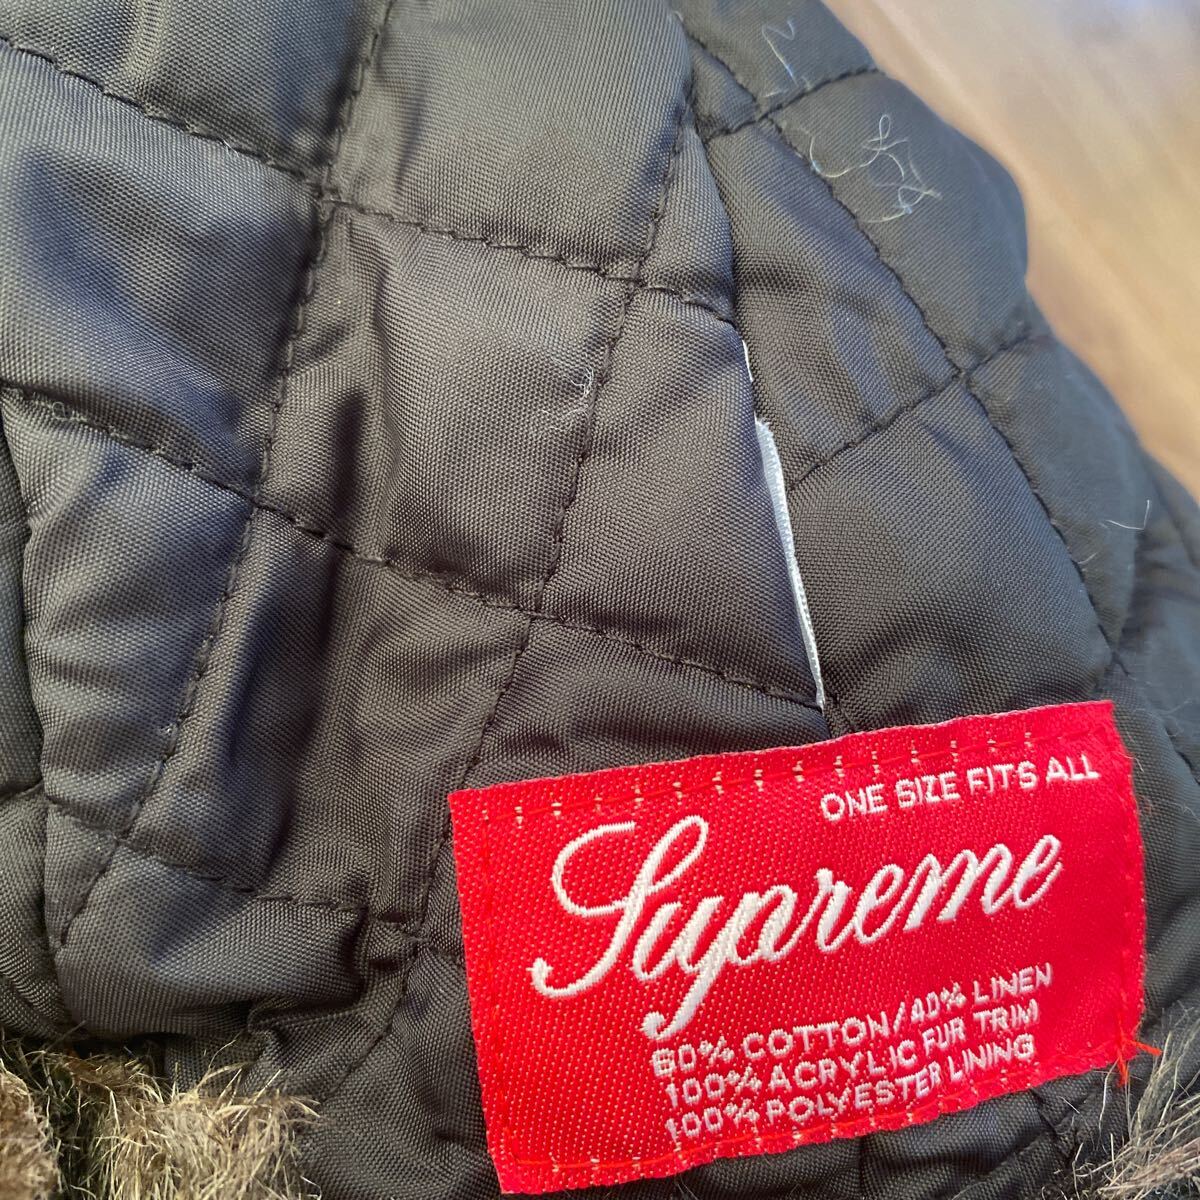 ONE SIZE FITS ALL
Supreme
60% COTTON/40% LINEN
100% ACRYLIC FUR TRIM
100% POLYESTER LINING